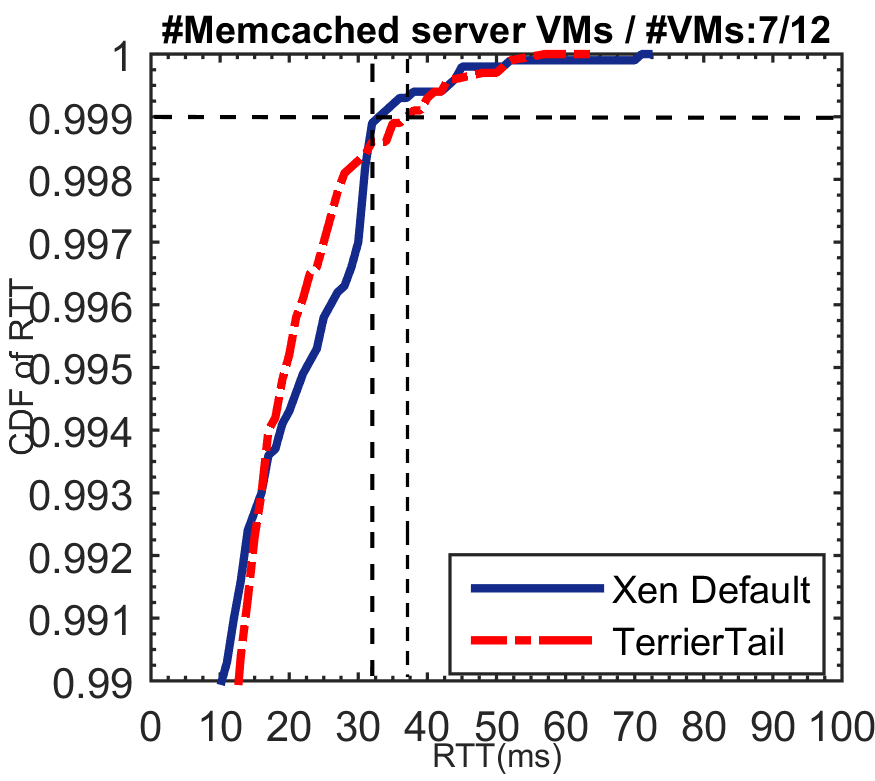 #Memcached server VMs / #VMs:7/12
1
0.999
0.998
0.997
0.996
0.995
0.994
0.993
0.992
0.991
0.99
CDF of RTT
Xen Default
TerrierTail
0 10 20 30 40 50 60 70 80 90 100
RTT(ms)